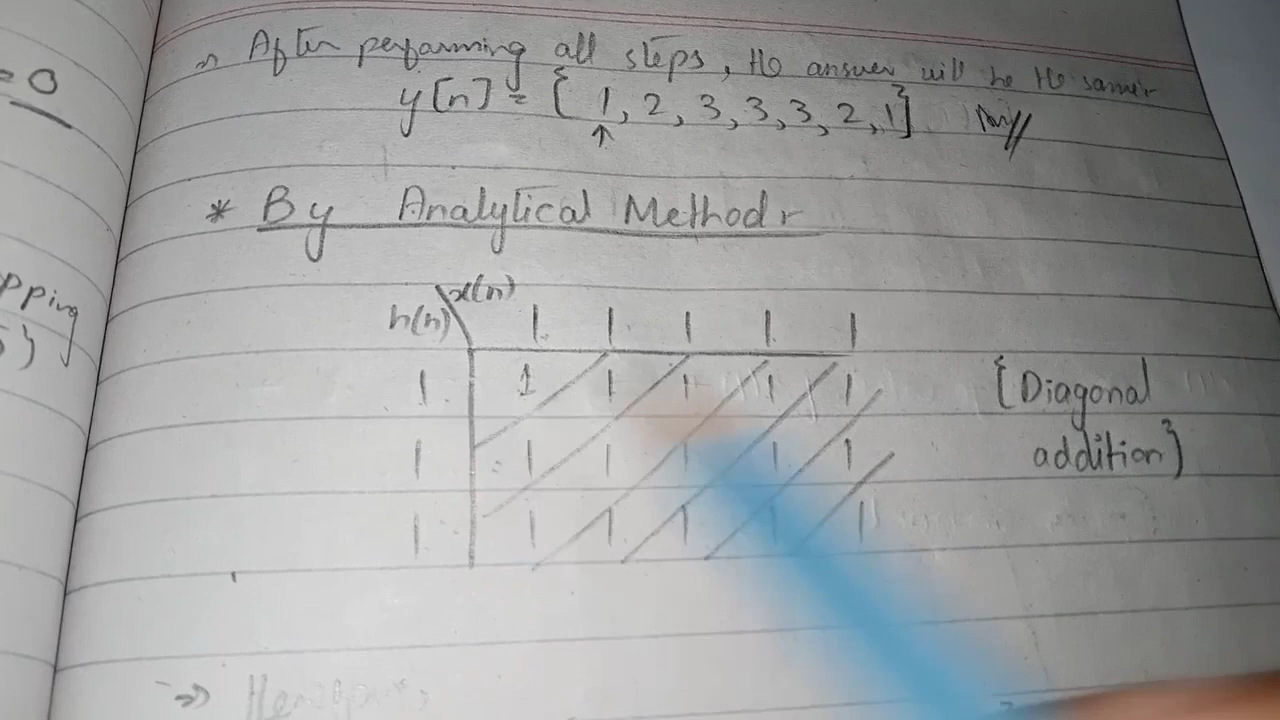 = 0
⇒ After performing all steps, the answer will be the same:-
y[n] = { 1, 2, 3, 3, 3, 2, 1 }
↑
* By Analytical Method:-
x(n)
h(n) 1 1 1 1 1
1 1 1 1 1 1
1 1 1 1 1 1
1 1 1 1 1 1
{Diagonal
addition}
pping
⇒